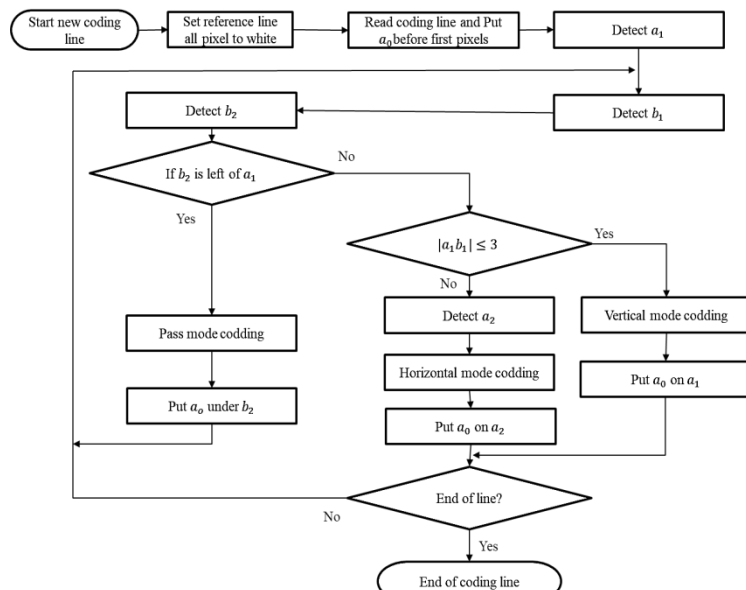 Start new coding
line
Set reference line
all pixel to white
Read coding line and Put
a₀ before first pixels
Detect a₁
Detect b₂
Detect b₁
If b₂ is left of a₁
No
Yes
|a₁b₁| ≤ 3
Yes
No
Pass mode codding
Detect a₂
Vertical mode codding
Put aₒ under b₂
Horizontal mode codding
Put a₀ on a₁
Put a₀ on a₂
End of line?
No
Yes
End of coding line